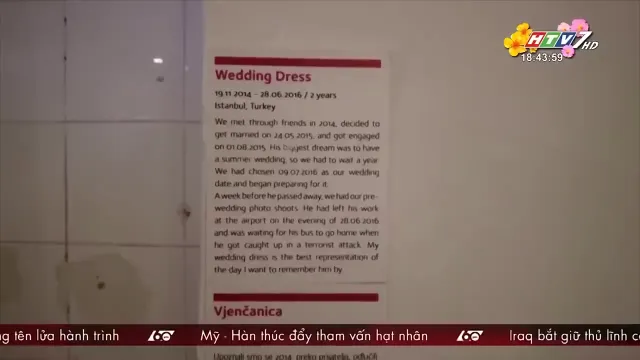 HTV7 HD
18:43:59
Wedding Dress
19.11 2014 – 28.06.2016 / 2 years
Istanbul, Turkey
We met through friends in 2014, decided to
get married on 24.05.2015, and got engaged
on 01.08.2015. His biggest dream was to have
a summer wedding, so we had to wait a year.
We had chosen 09.07.2016 as our wedding
date and began preparing for it.
A week before he passed away, we had our pre-
wedding photo shoots. He had left his work
at the airport on the evening of 28.06.2016
and was waiting for his bus to go home when
he got caught up in a terrorist attack. My
wedding dress is the best representation of
the day I want to remember him by.
Vjenčanica
Upoznali smo se 2014. preko prijatelja, odlučili
g tên lửa hành trình 60 Mỹ - Hàn thúc đẩy tham vấn hạt nhân 60 Iraq bắt giữ thủ lĩnh